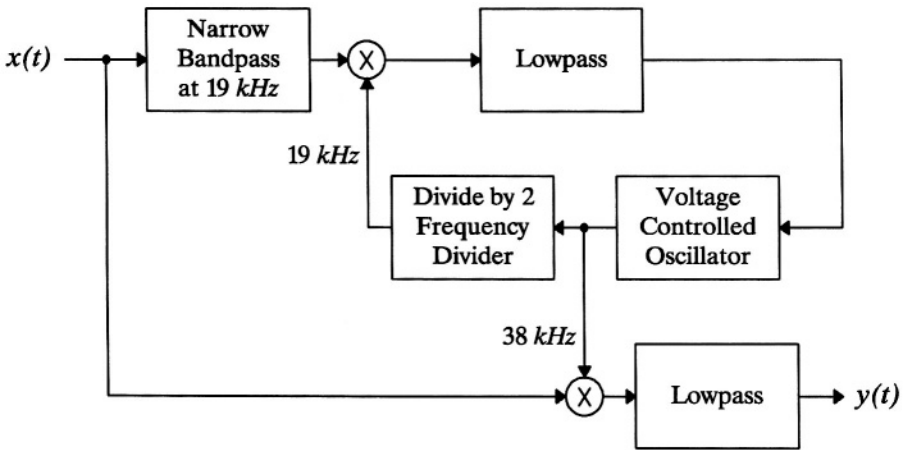 x(t)
Narrow
Bandpass
at 19 kHz
X
Lowpass
19 kHz
Divide by 2
Frequency
Divider
Voltage
Controlled
Oscillator
38 kHz
X
Lowpass
y(t)